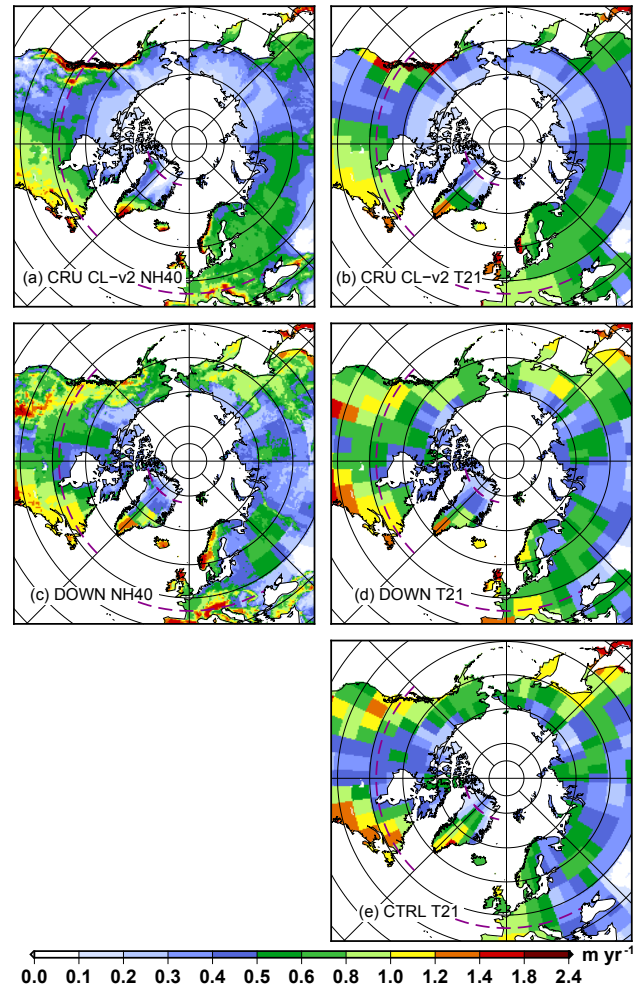 (a) CRU CL−v2 NH40
(b) CRU CL−v2 T21
(c) DOWN NH40
(d) DOWN T21
(e) CTRL T21
m yr⁻¹
0.0 0.1 0.2 0.3 0.4 0.5 0.6 0.8 1.0 1.2 1.4 1.8 2.4